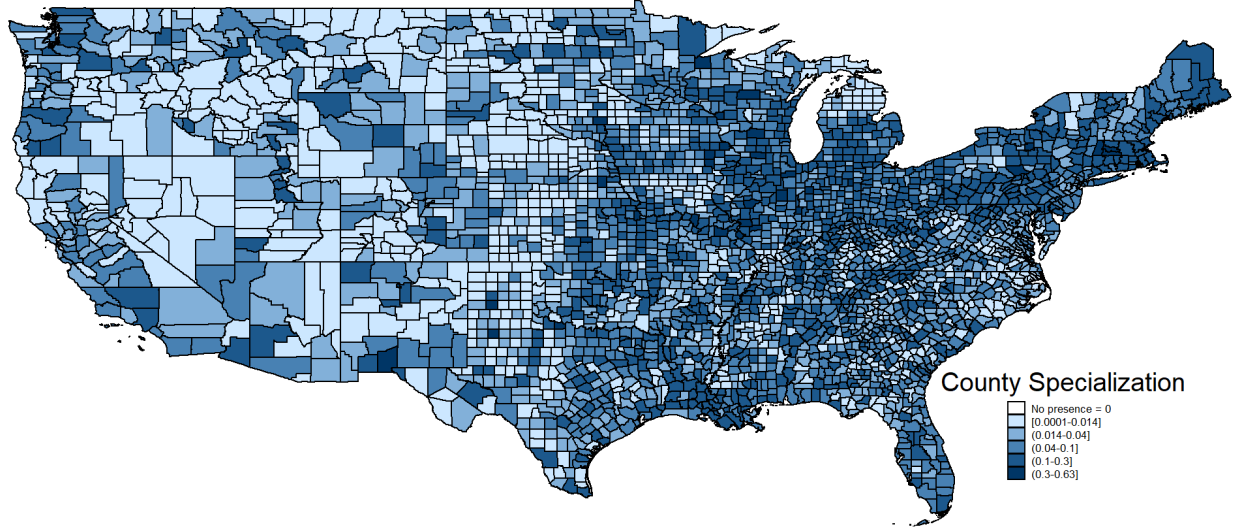 County Specialization
No presence = 0
[0.0001-0.014]
(0.014-0.04]
(0.04-0.1]
(0.1-0.3]
(0.3-0.63]